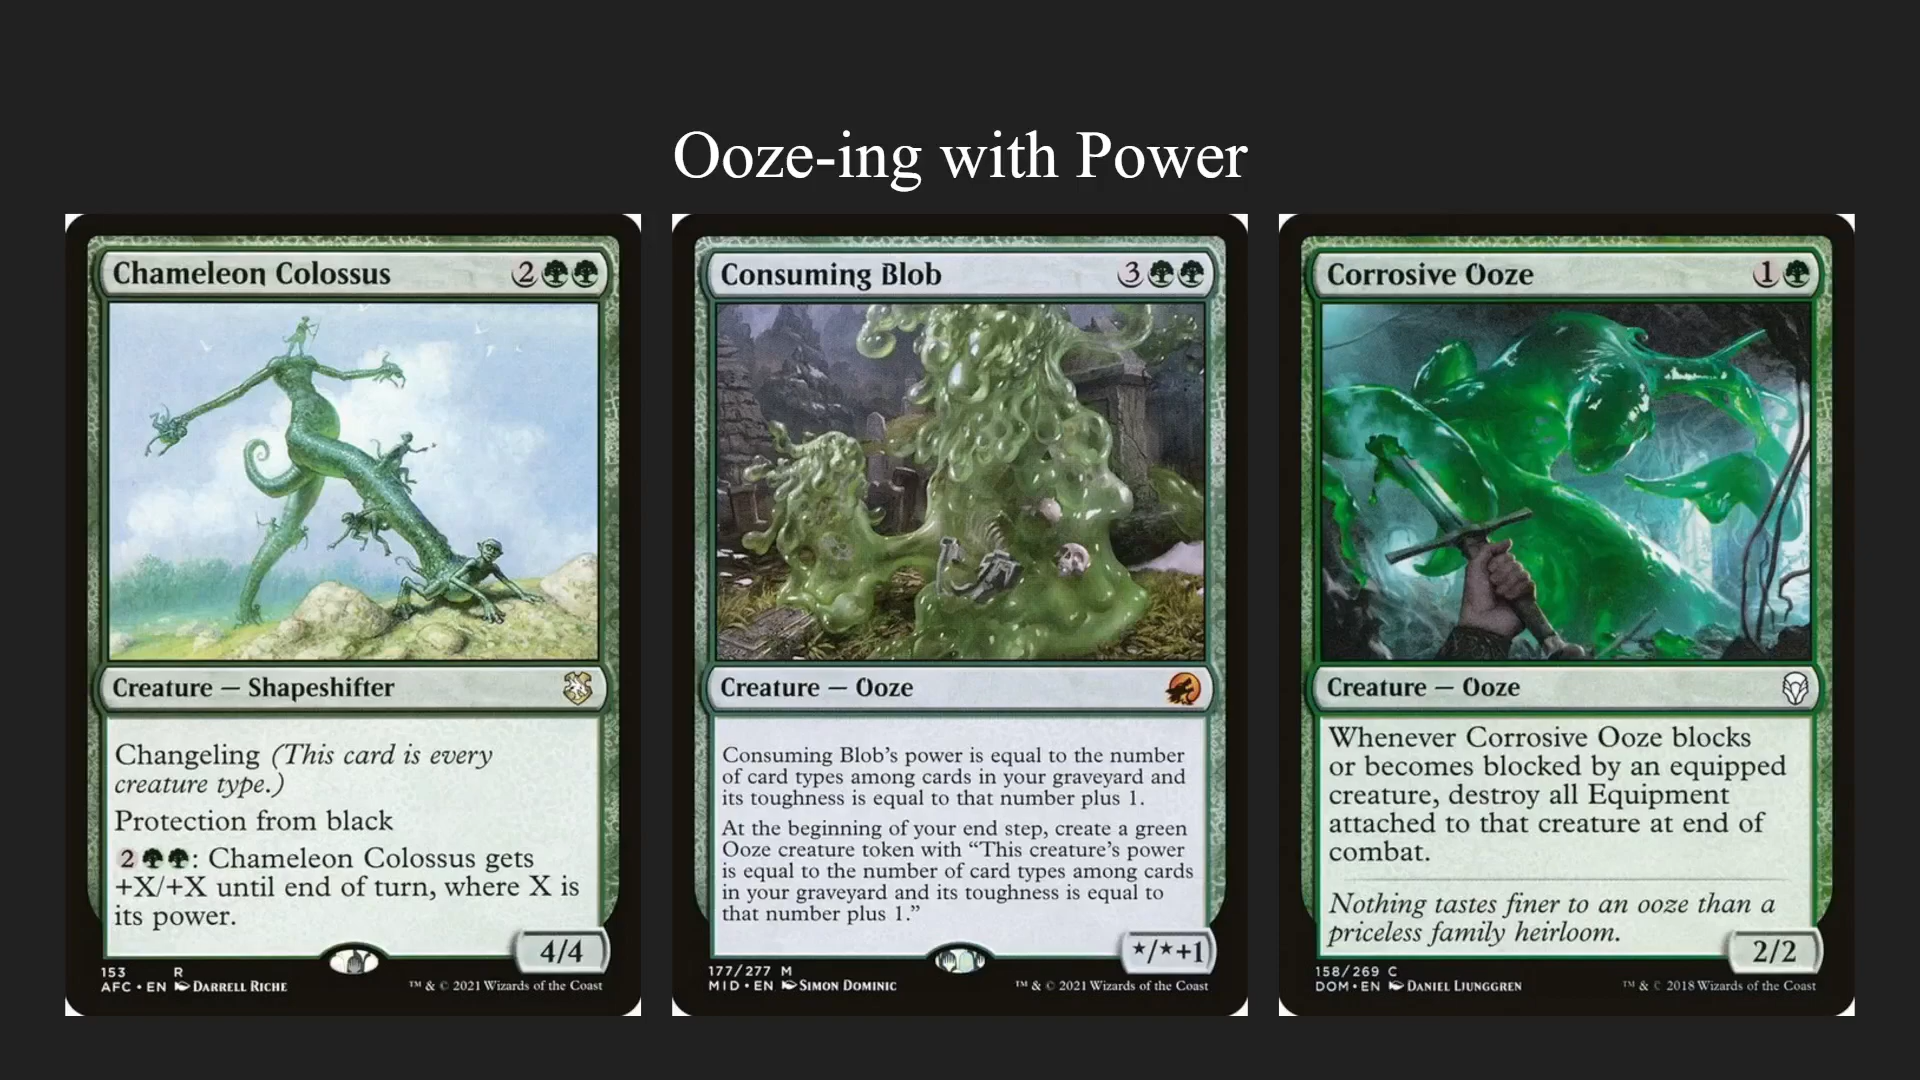 Ooze-ing with Power
Chameleon Colossus 2
Creature — Shapeshifter
Changeling (This card is every
creature type.)
Protection from black
2: Chameleon Colossus gets
+X/+X until end of turn, where X is
its power.
4/4
153 R
AFC • EN DARRELL RICHE
™ & © 2021 Wizards of the Coast
Consuming Blob 3
Creature — Ooze
Consuming Blob's power is equal to the number
of card types among cards in your graveyard and
its toughness is equal to that number plus 1.
At the beginning of your end step, create a green
Ooze creature token with “This creature's power
is equal to the number of card types among cards
in your graveyard and its toughness is equal to
that number plus 1.”
*/*+1
177/277 M
MID • EN SIMON DOMINIC
™ & © 2021 Wizards of the Coast
Corrosive Ooze 1
Creature — Ooze
Whenever Corrosive Ooze blocks
or becomes blocked by an equipped
creature, destroy all Equipment
attached to that creature at end of
combat.
Nothing tastes finer to an ooze than a
priceless family heirloom.
2/2
158/269 C
DOM • EN DANIEL LJUNGGREN
™ & © 2018 Wizards of the Coast